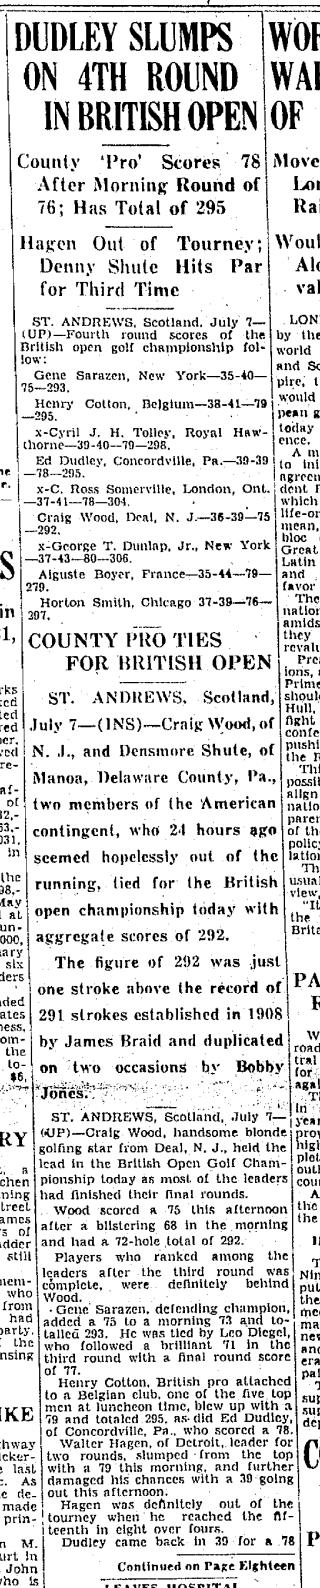 DUDLEY SLUMPS
ON 4TH ROUND
IN BRITISH OPEN
County 'Pro' Scores 78
After Morning Round of
76; Has Total of 295
Hagen Out of Tourney;
Denny Shute Hits Par
for Third Time
ST. ANDREWS, Scotland, July 7—
(UP)—Fourth round scores of the
British open golf championship fol-
low:
Gene Sarazen, New York—35-40—
75—293.
Henry Cotton, Belgium—38-41—79
—295.
x-Cyril J. H. Tolley, Royal Haw-
thorne—39-40—79—298.
Ed Dudley, Concordville, Pa.—39-39
—78—295.
x-C. Ross Somerville, London, Ont.
—37-41—78—304.
Craig Wood, Deal, N. J.—36-39—75
—292.
x-George T. Dunlap, Jr., New York
—37-43—80—306.
Aiguste Boyer, France—35-44—79—
279.
Horton Smith, Chicago 37-39—76—
397.
COUNTY PRO TIES
FOR BRITISH OPEN
ST. ANDREWS, Scotland,
July 7—(INS)—Craig Wood, of
N. J., and Densmore Shute, of
Manoa, Delaware County, Pa.,
two members of the American
contingent, who 24 hours ago
seemed hopelessly out of the
running, tied for the British
open championship today with
aggregate scores of 292.
The figure of 292 was just
one stroke above the record of
291 strokes established in 1908
by James Braid and duplicated
on two occasions by Bobby
Jones.
ST. ANDREWS, Scotland, July 7—
(UP)—Craig Wood, handsome blonde
golfing star from Deal, N. J., held the
lead in the British Open Golf Cham-
pionship today as most of the leaders
had finished their final rounds.
Wood scored a 75 this afternoon
after a blistering 68 in the morning
and had a 72-hole total of 292.
Players who ranked among the
leaders after the third round was
complete, were definitely behind
Wood.
Gene Sarazen, defending champion,
added a 75 to a morning 73 and to-
talled 293. He was tied by Leo Diegel,
who followed a brilliant 71 in the
third round with a final round score
of 77.
Henry Cotton, British pro attached
to a Belgian club, one of the five top
men at luncheon time, blew up with a
79 and totaled 295, as did Ed Dudley,
of Concordville, Pa., who scored a 78.
Walter Hagen, of Detroit, leader for
two rounds, slumped from the top
with a 79 this morning, and further
damaged his chances with a 39 going
out this afternoon.
Hagen was definitely out of the
tourney when he reached the fif-
teenth in eight over fours.
Dudley came back in 39 for a 78
Continued on Page Eighteen
LEAVES HOSPITAL